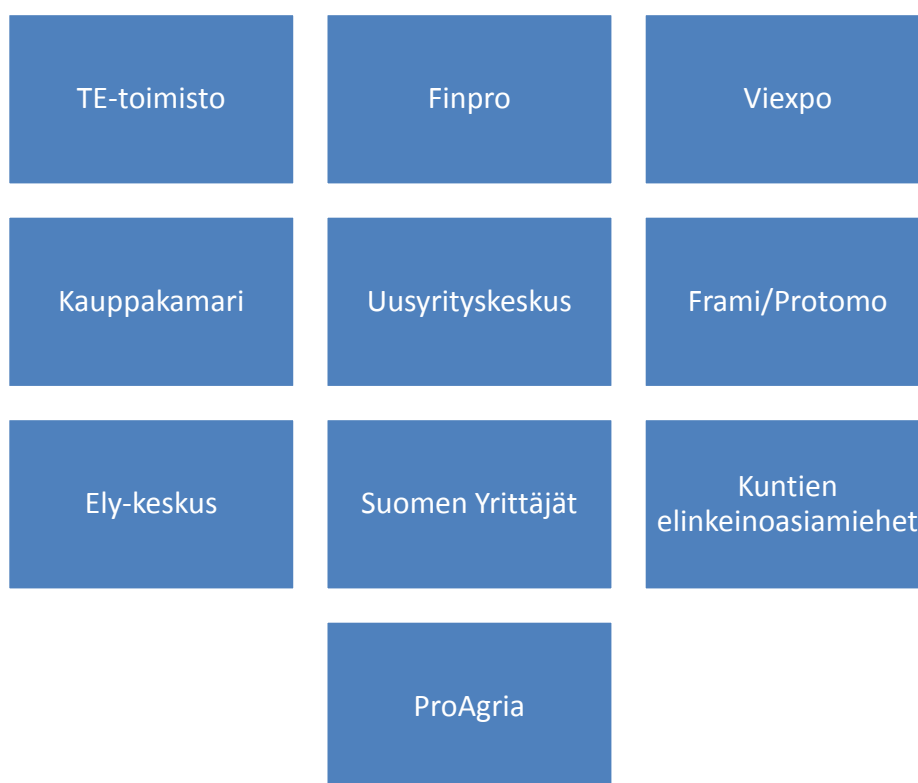 TE-toimisto
Finpro
Viexpo
Kauppakamari
Uusyrityskeskus
Frami/Protomo
Ely-keskus
Suomen Yrittäjät
Kuntien
elinkeinoasiamiehet
ProAgria